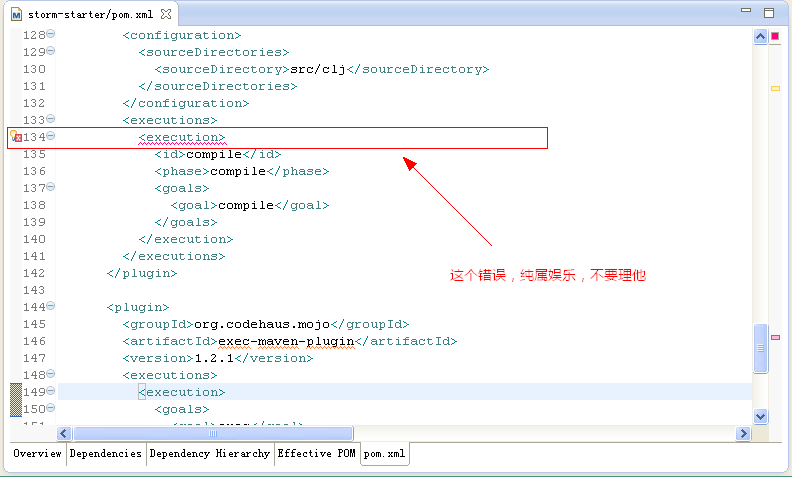 storm-starter/pom.xml
128 <configuration>
129 <sourceDirectories>
130 <sourceDirectory>src/clj</sourceDirectory>
131 </sourceDirectories>
132 </configuration>
133 <executions>
134 <execution>
135 <id>compile</id>
136 <phase>compile</phase>
137 <goals>
138 <goal>compile</goal>
139 </goals>
140 </execution>
141 </executions>
142 </plugin>
143
144 <plugin>
145 <groupId>org.codehaus.mojo</groupId>
146 <artifactId>exec-maven-plugin</artifactId>
147 <version>1.2.1</version>
148 <executions>
149 <execution>
150 <goals>
这个错误，纯属娱乐，不要理他
Overview Dependencies Dependency Hierarchy Effective POM pom.xml